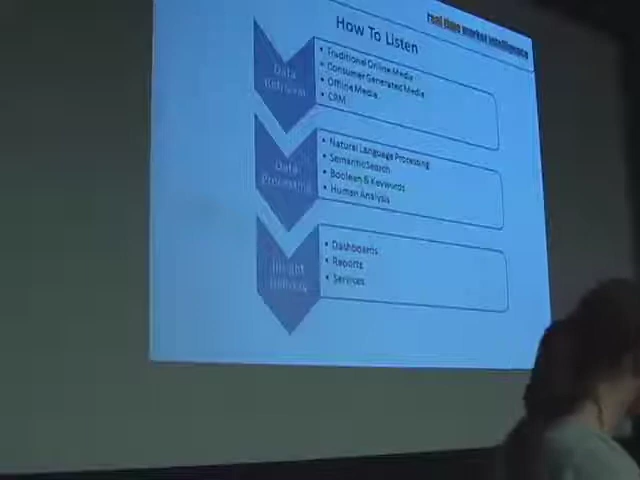 real time market intelligence
How To Listen
Data
Retrieval
• Traditional Online Media
• Consumer Generated Media
• Offline Media
• CRM
Data
Processing
• Natural Language Processing
• Semantic Search
• Boolean & Keywords
• Human Analysis
Insight
• Dashboards
• Reports
• Services